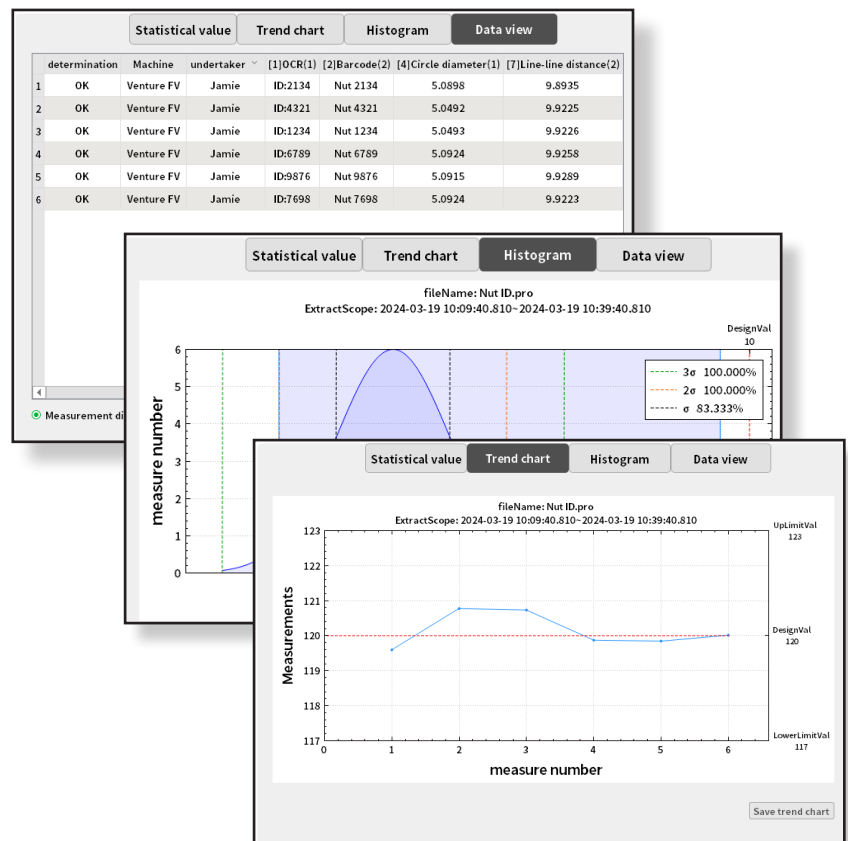 Statistical value Trend chart Histogram Data view
determination Machine undertaker [1]OCR(1) [2]Barcode(2) [4]Circle diameter(1) [7]Line-line distance(2)
1 OK Venture FV Jamie ID:2134 Nut 2134 5.0898 9.8935
2 OK Venture FV Jamie ID:4321 Nut 4321 5.0492 9.9225
3 OK Venture FV Jamie ID:1234 Nut 1234 5.0493 9.9226
4 OK Venture FV Jamie ID:6789 Nut 6789 5.0924 9.9258
5 OK Venture FV Jamie ID:9876 Nut 9876 5.0915 9.9289
6 OK Venture FV Jamie ID:7698 Nut 7698 5.0924 9.9223
Measurement di
Statistical value Trend chart Histogram Data view
fileName: Nut ID.pro
ExtractScope: 2024-03-19 10:09:40.810~2024-03-19 10:39:40.810
DesignVal
10
3σ 100.000%
2σ 100.000%
σ 83.333%
measure number
6
5
4
3
2
1
0
Statistical value Trend chart Histogram Data view
fileName: Nut ID.pro
ExtractScope: 2024-03-19 10:09:40.810~2024-03-19 10:39:40.810
UpLimitVal
123
DesignVal
120
LowerLimitVal
117
Measurements
123
122
121
120
119
118
117
0 1 2 3 4 5 6
measure number
Save trend chart